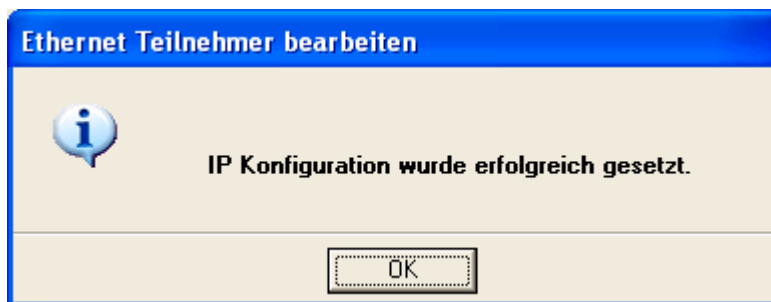 Ethernet Teilnehmer bearbeiten
IP Konfiguration wurde erfolgreich gesetzt.
OK